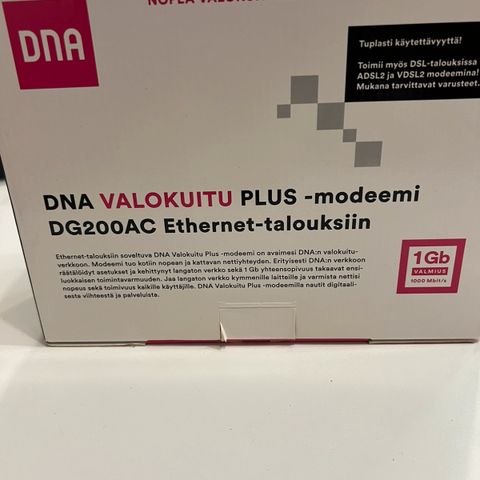 NOPEA VALOKUITU
DNA
Tuplasti käytettävyyttä!
Toimii myös DSL-talouksissa
ADSL2 ja VDSL2 modeemina!
Mukana tarvittavat varusteet.
DNA VALOKUITU PLUS -modeemi
DG200AC Ethernet-talouksiin
Ethernet-talouksiin soveltuva DNA Valokuitu Plus -modeemi on avaimesi DNA:n valokuitu-
verkkoon. Modeemi tuo kotiin nopean ja kattavan nettiyhteyden. Erityisesti DNA:n verkkoon
räätälöidyt asetukset ja kehittynyt langaton verkko sekä 1 Gb yhteensopivuus takaavat ensi-
luokkaisen toimintavarmuuden. Jaa langaton verkko kymmenille laitteille ja varmista nettisi
nopeus sekä toimivuus kaikille käyttäjille. DNA Valokuitu Plus -modeemilla nautit digitaali-
sesta viihteestä ja palveluista.
1 Gb
VALMIUS
1000 Mbit/s